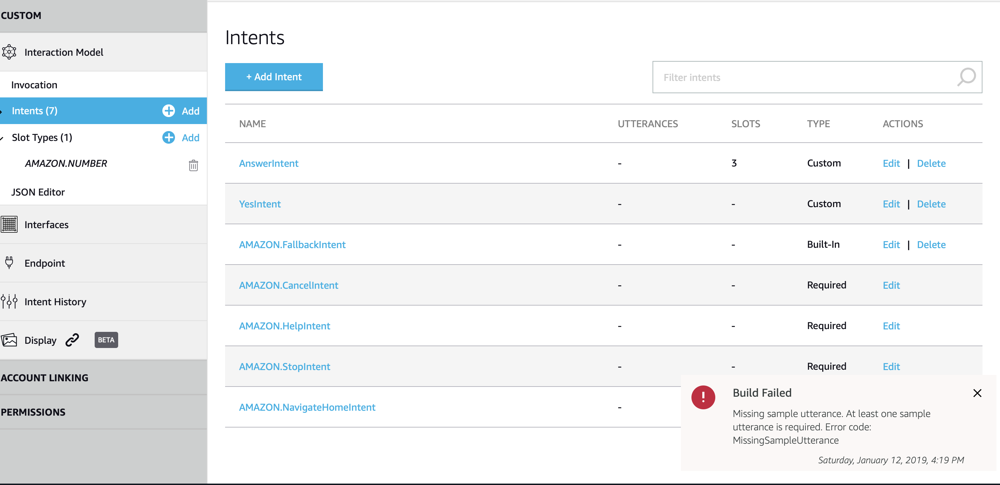 CUSTOM
Interaction Model
Invocation
Intents (7) Add
Slot Types (1) Add
AMAZON.NUMBER
JSON Editor
Interfaces
Endpoint
Intent History
Display BETA
ACCOUNT LINKING
PERMISSIONS
Intents
+ Add Intent Filter intents
NAME UTTERANCES SLOTS TYPE ACTIONS
AnswerIntent - 3 Custom Edit | Delete
YesIntent - - Custom Edit | Delete
AMAZON.FallbackIntent - - Built-In Edit | Delete
AMAZON.CancelIntent - - Required Edit
AMAZON.HelpIntent - - Required Edit
AMAZON.StopIntent - - Required Edit
AMAZON.NavigateHomeIntent -
Build Failed
Missing sample utterance. At least one sample
utterance is required. Error code:
MissingSampleUtterance
Saturday, January 12, 2019, 4:19 PM